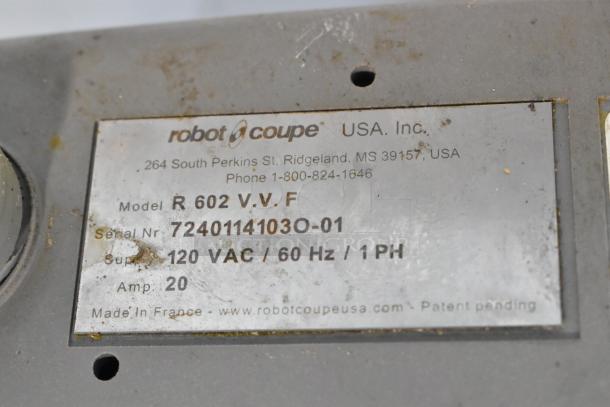 robot coupe® USA. Inc.
264 South Perkins St. Ridgeland, MS 39157, USA
Phone 1-800-824-1646
Model R 602 V.V. F
Serial Nr. 7240114103O-01
Supply 120 VAC / 60 Hz / 1 PH
Amp. 20
Made In France - www.robotcoupeusa.com - Patent pending